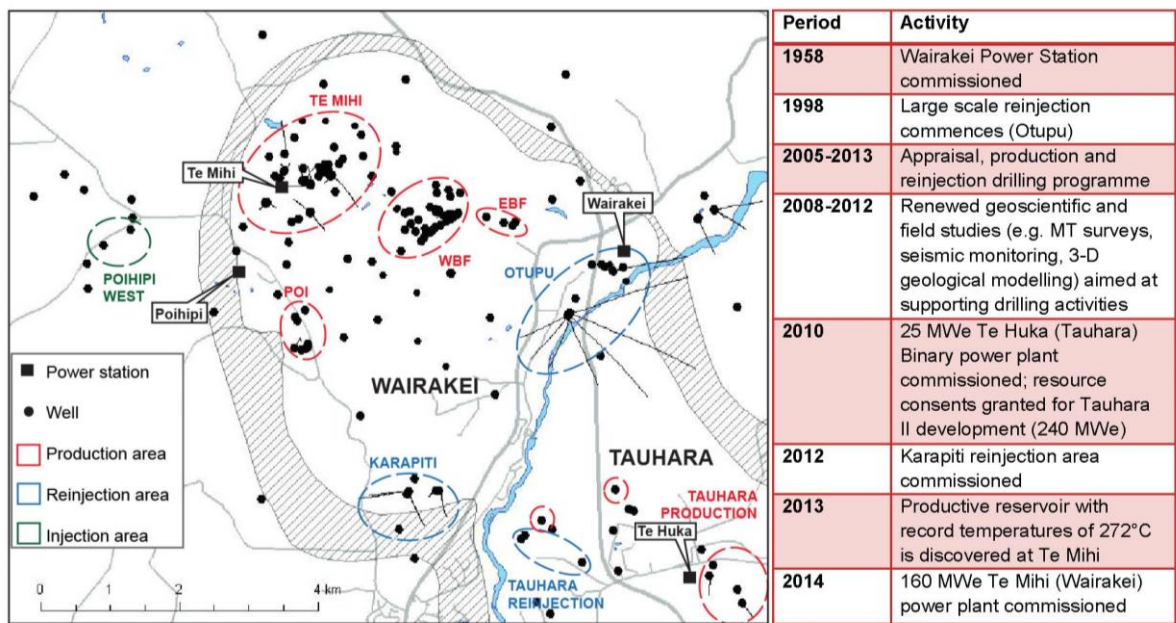 TE MIHI
Te Mihi
EBF
Wairakei
WBF
OTUPU
POIHIPI
WEST
Poihipi
POI
WAIRAKEI
KARAPITI
TAUHARA
TAUHARA
PRODUCTION
Te Huka
TAUHARA
REINJECTION
Power station
Well
Production area
Reinjection area
Injection area
0 1 2 4 km
Period Activity
1958 Wairakei Power Station
commissioned
1998 Large scale reinjection
commences (Otupu)
2005-2013 Appraisal, production and
reinjection drilling programme
2008-2012 Renewed geoscientific and
field studies (e.g. MT surveys,
seismic monitoring, 3-D
geological modelling) aimed at
supporting drilling activities
2010 25 MWe Te Huka (Tauhara)
Binary power plant
commissioned; resource
consents granted for Tauhara
II development (240 MWe)
2012 Karapiti reinjection area
commissioned
2013 Productive reservoir with
record temperatures of 272°C
is discovered at Te Mihi
2014 160 MWe Te Mihi (Wairakei)
power plant commissioned